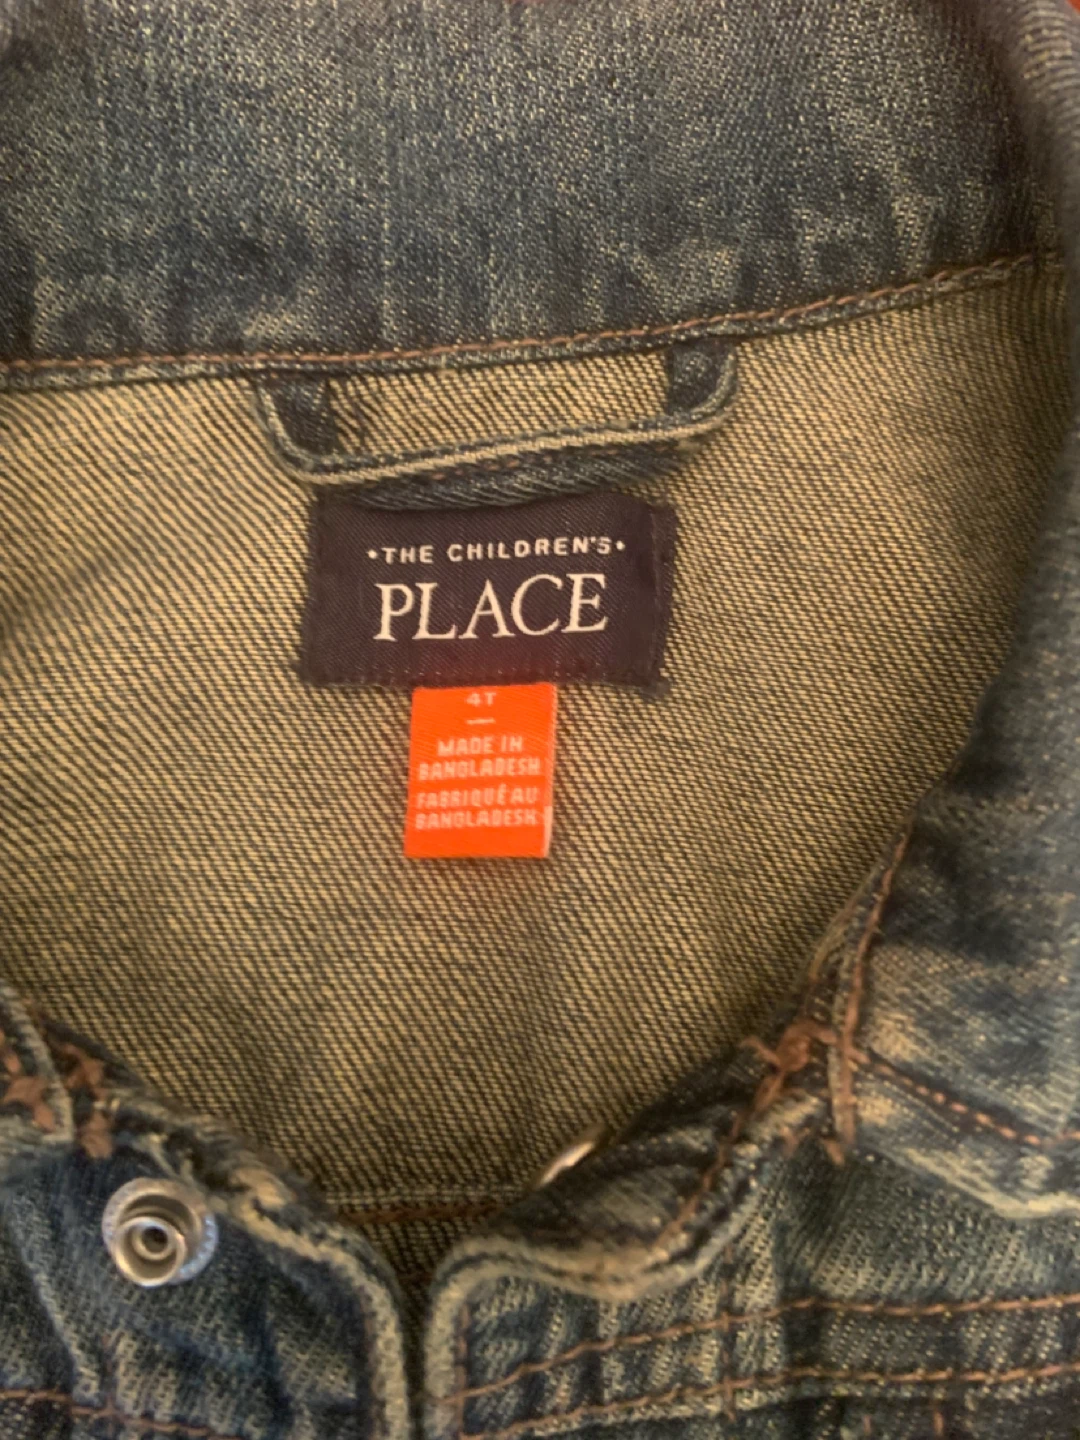 •THE CHILDREN'S•
PLACE
4T
—
MADE IN
BANGLADESH
FABRIQUÉ AU
BANGLADESH